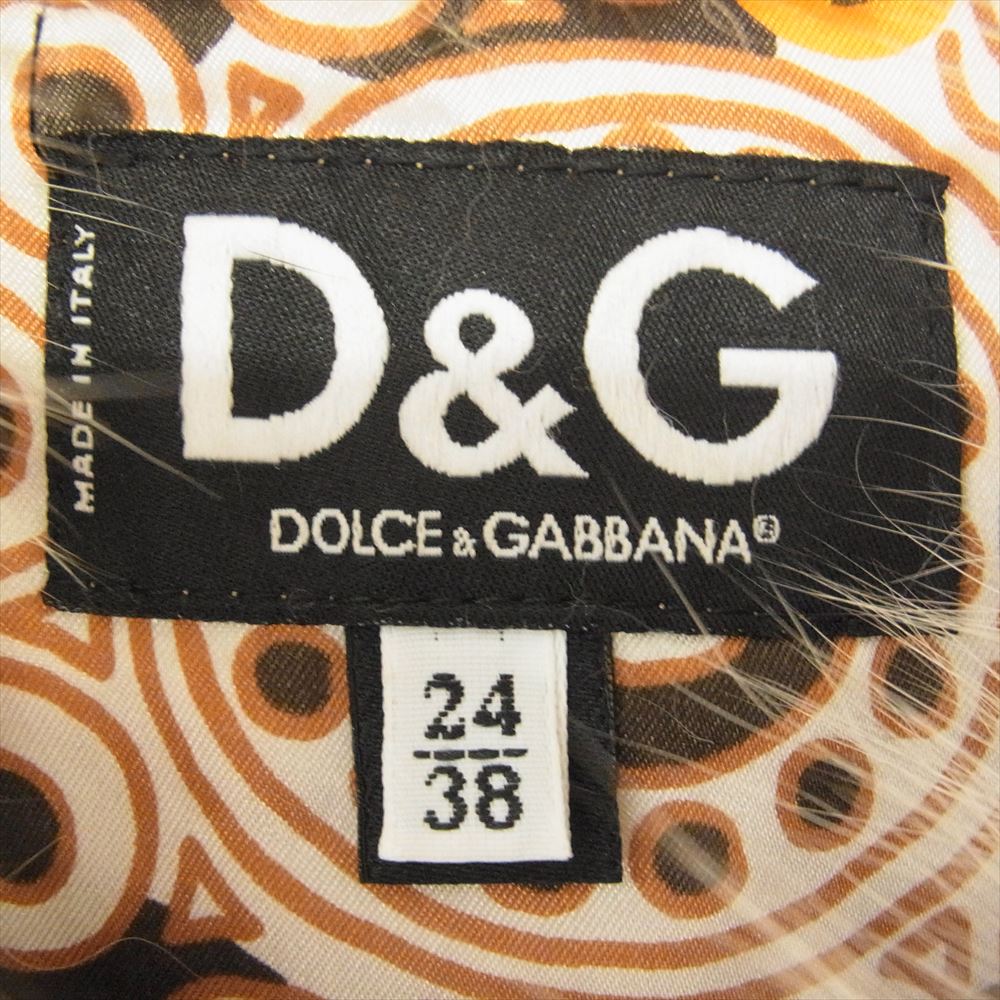 MADE IN ITALY
D&G
DOLCE & GABBANA®
24
38